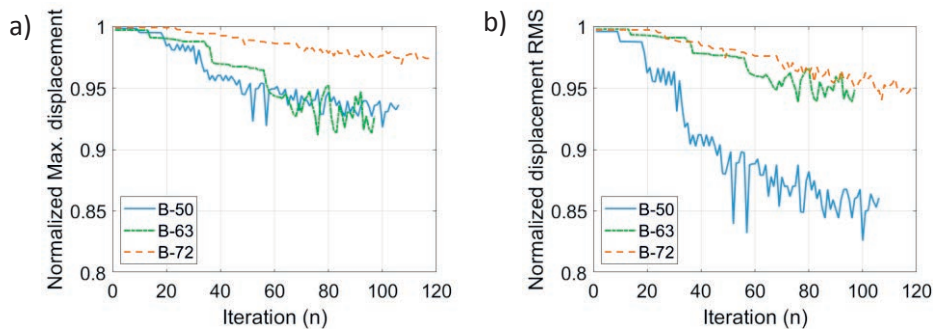 a)
Normalized Max. displacement
1
0.95
0.9
0.85
0.8
B-50
B-63
B-72
0 20 40 60 80 100 120
Iteration (n)
b)
Normalized displacement RMS
1
0.95
0.9
0.85
0.8
B-50
B-63
B-72
0 20 40 60 80 100 120
Iteration (n)